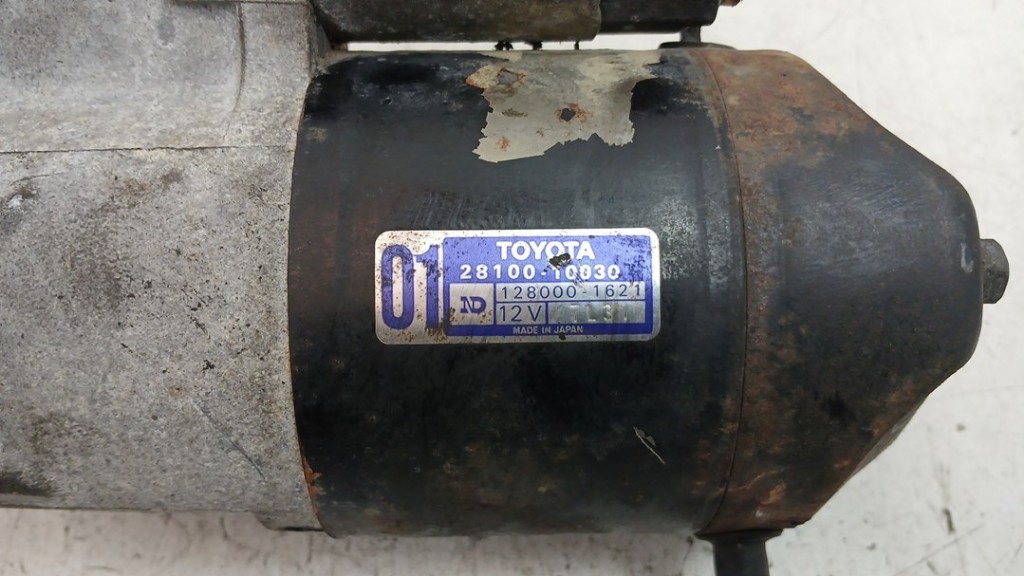 01
TOYOTA
28100-10030
ND 128000-1621
12V
MADE IN JAPAN